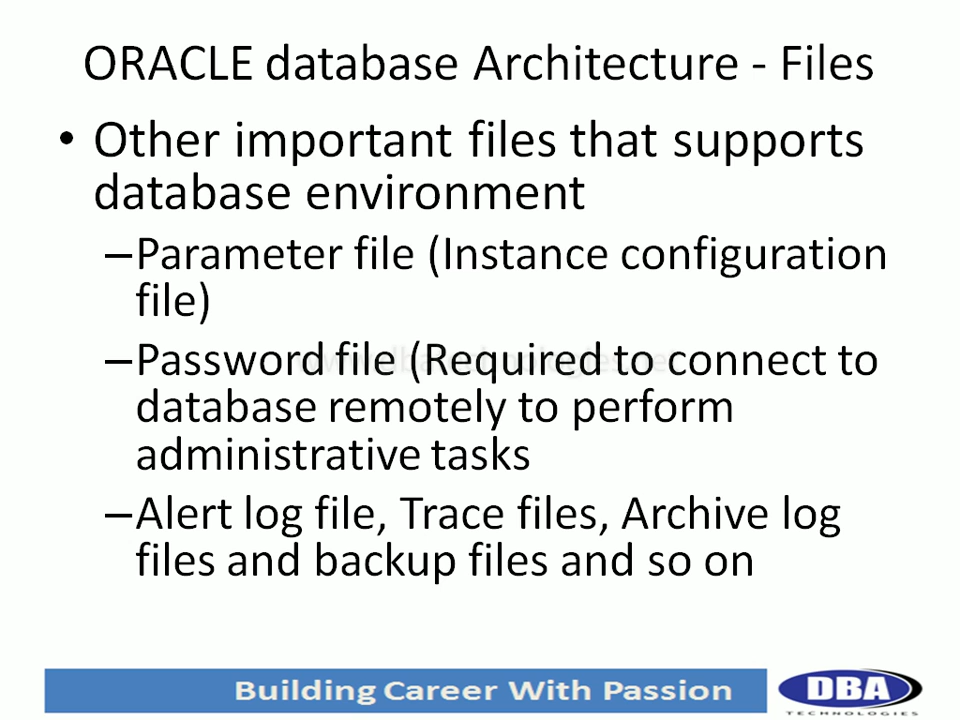 ORACLE database Architecture - Files
• Other important files that supports
database environment
– Parameter file (Instance configuration
file)
– Password file (Required to connect to
database remotely to perform
administrative tasks
– Alert log file, Trace files, Archive log
files and backup files and so on
Building Career With Passion
DBA
TECHNOLOGIES